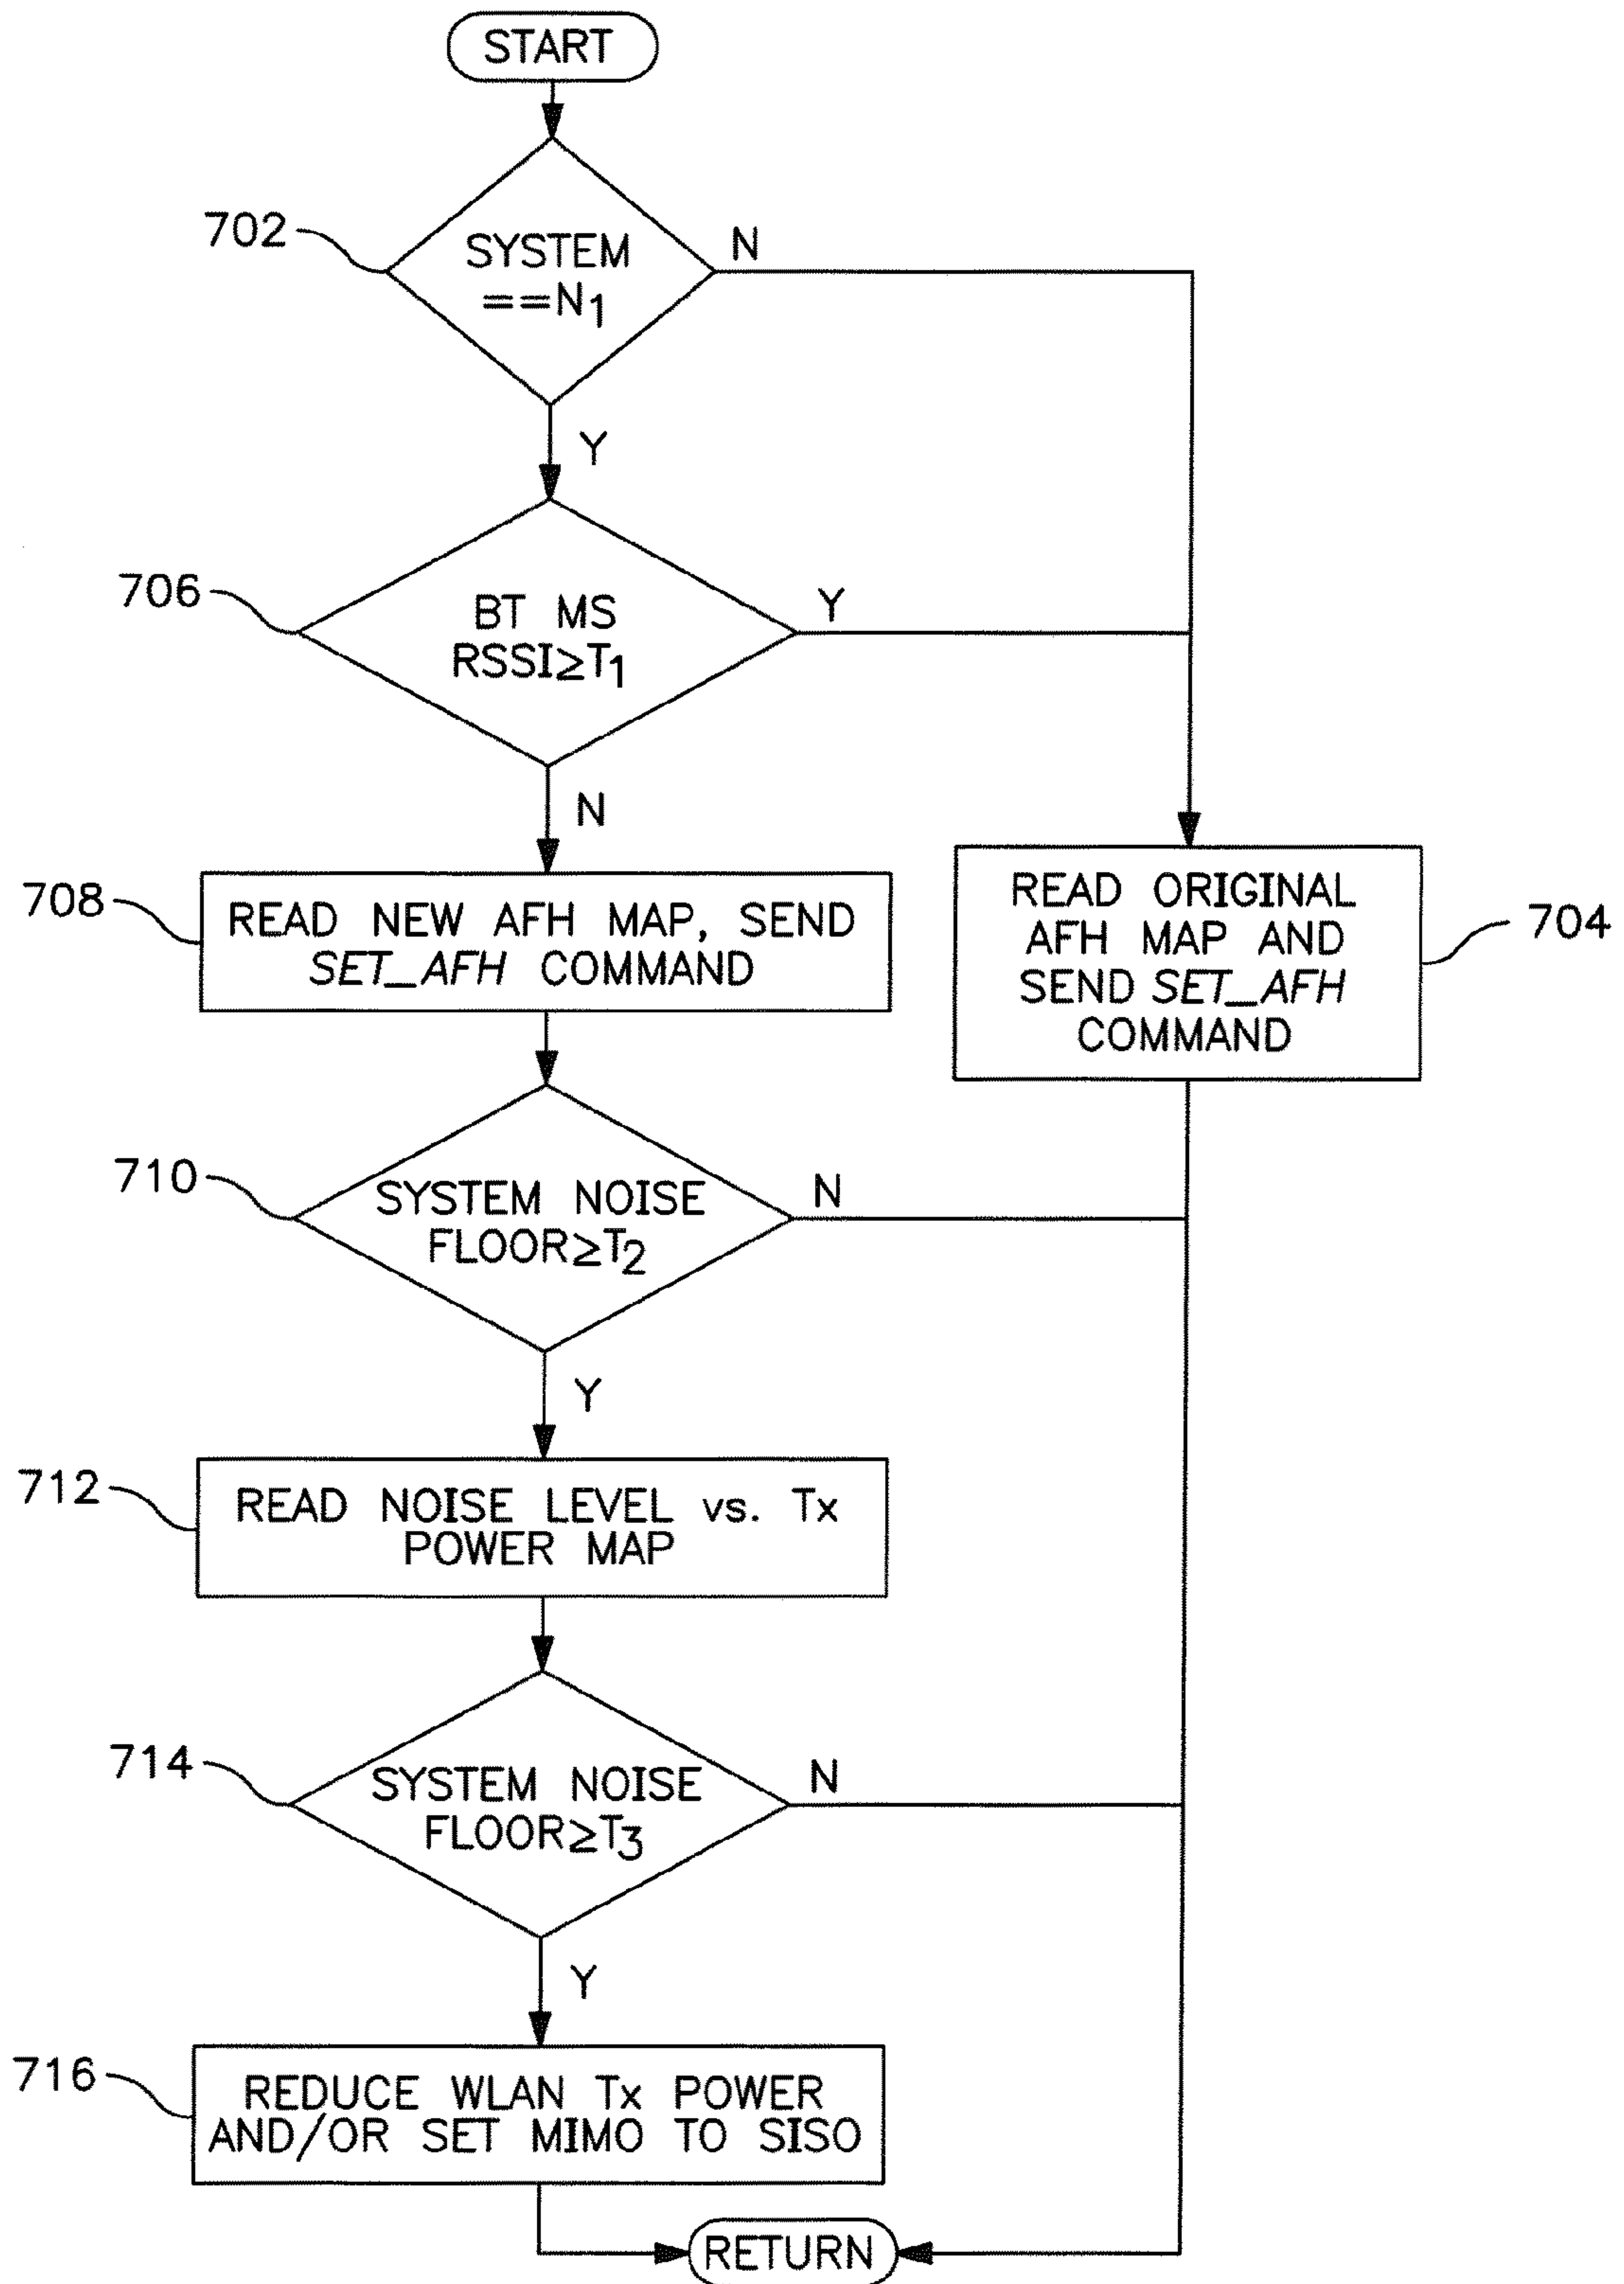 START
702
SYSTEM
==N1
N
Y
706
BT MS
RSSI≥T1
Y
N
708
READ NEW AFH MAP, SEND
SET_AFH COMMAND
READ ORIGINAL
AFH MAP AND
SEND SET_AFH
COMMAND
704
710
SYSTEM NOISE
FLOOR≥T2
N
Y
712
READ NOISE LEVEL vs. Tx
POWER MAP
714
SYSTEM NOISE
FLOOR≥T3
N
Y
716
REDUCE WLAN Tx POWER
AND/OR SET MIMO TO SISO
RETURN